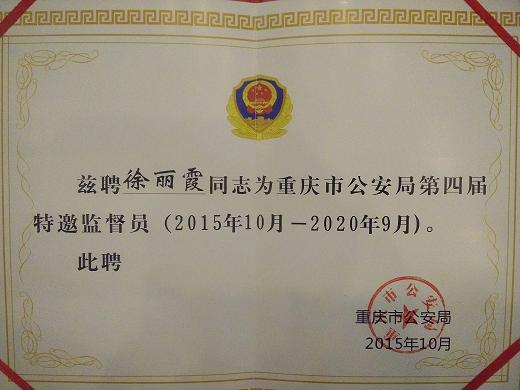 兹聘徐丽霞同志为重庆市公安局第四届
特邀监督员（2015年10月－2020年9月）。
此聘
重庆市公安局
2015年10月